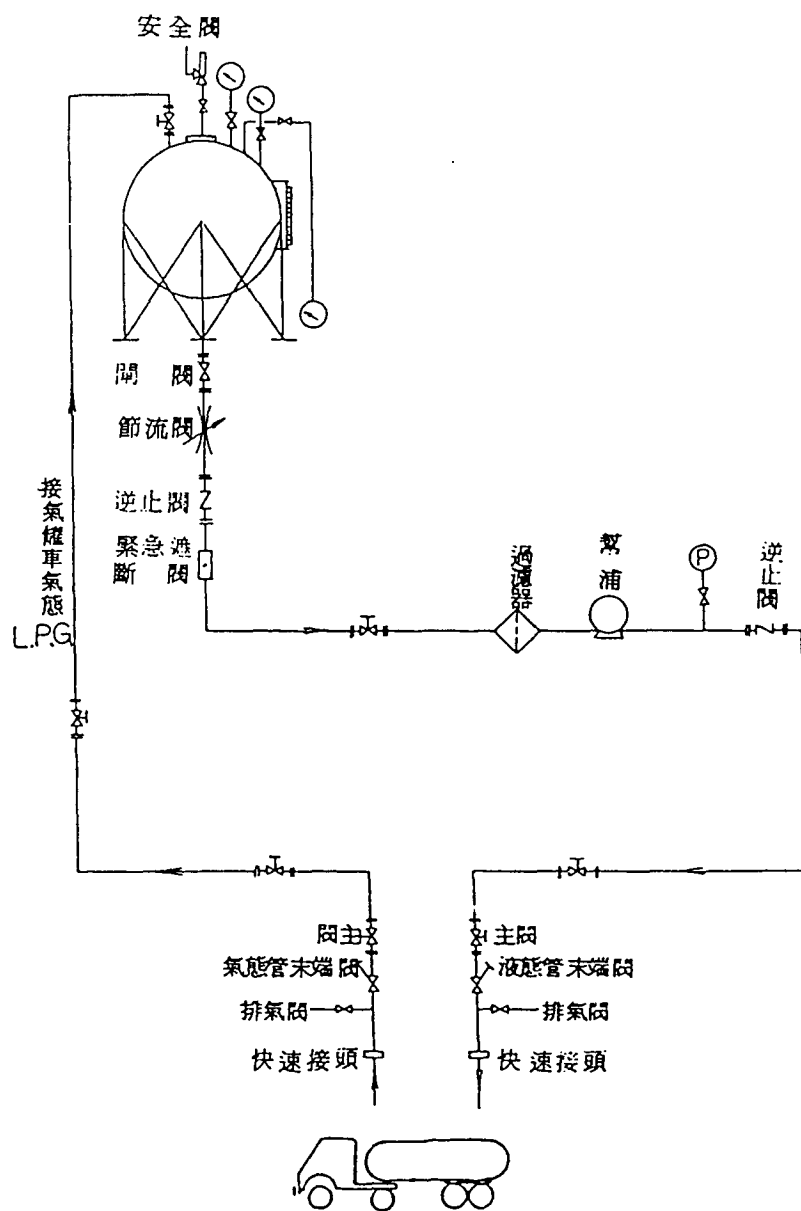 安全閥
閘閥
節流閥
逆止閥
緊急遮
斷閥
接氣罐車氣態
L.P.G
過濾器
幫浦
P
逆止閥
閥主
主閥
氣態管末端閥
液態管末端閥
排氣閥
排氣閥
快速接頭
快速接頭